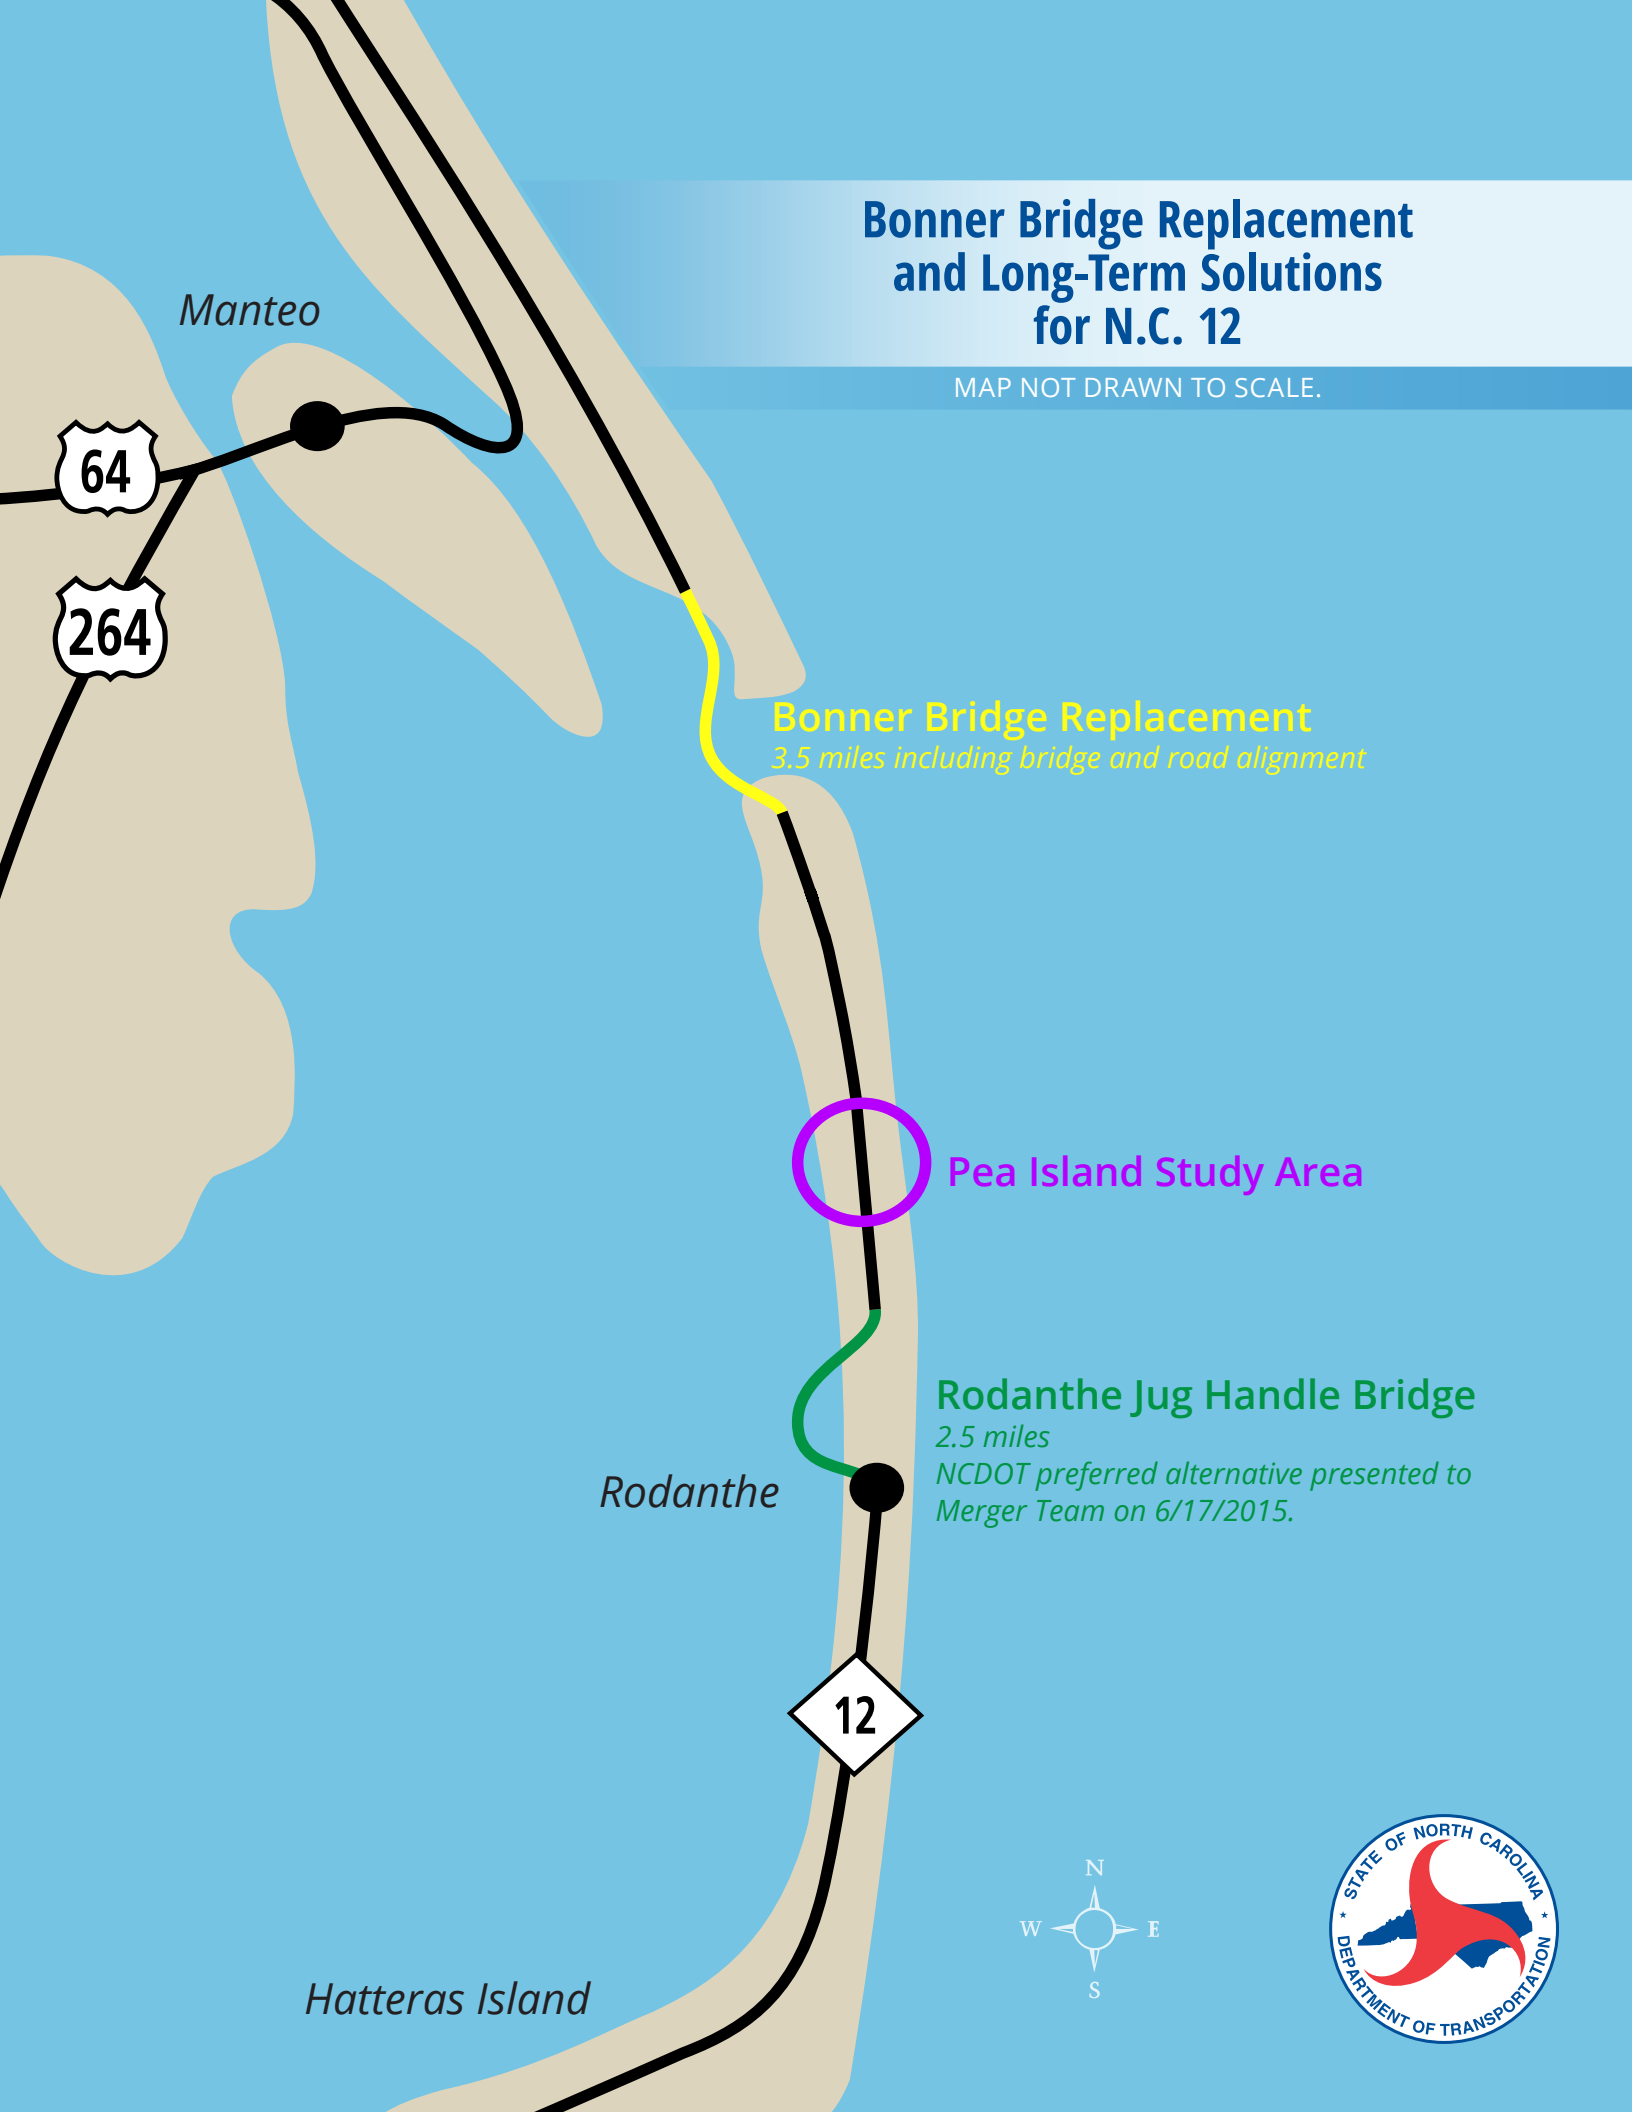 Bonner Bridge Replacement
and Long-Term Solutions
for N.C. 12
MAP NOT DRAWN TO SCALE.
Manteo
64
264
Bonner Bridge Replacement
3.5 miles including bridge and road alignment
Pea Island Study Area
Rodanthe Jug Handle Bridge
2.5 miles
NCDOT preferred alternative presented to
Merger Team on 6/17/2015.
Rodanthe
12
Hatteras Island
N
W E
S
STATE OF NORTH CAROLINA
DEPARTMENT OF TRANSPORTATION